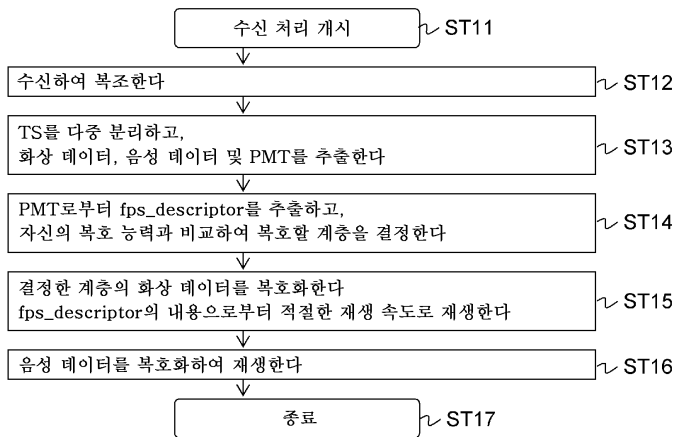 수신 처리 개시
ST11
수신하여 복조한다
ST12
TS를 다중 분리하고,
화상 데이터, 음성 데이터 및 PMT를 추출한다
ST13
PMT로부터 fps_descriptor를 추출하고,
자신의 복호 능력과 비교하여 복호할 계층을 결정한다
ST14
결정한 계층의 화상 데이터를 복호화한다
fps_descriptor의 내용으로부터 적절한 재생 속도로 재생한다
ST15
음성 데이터를 복호화하여 재생한다
ST16
종료
ST17